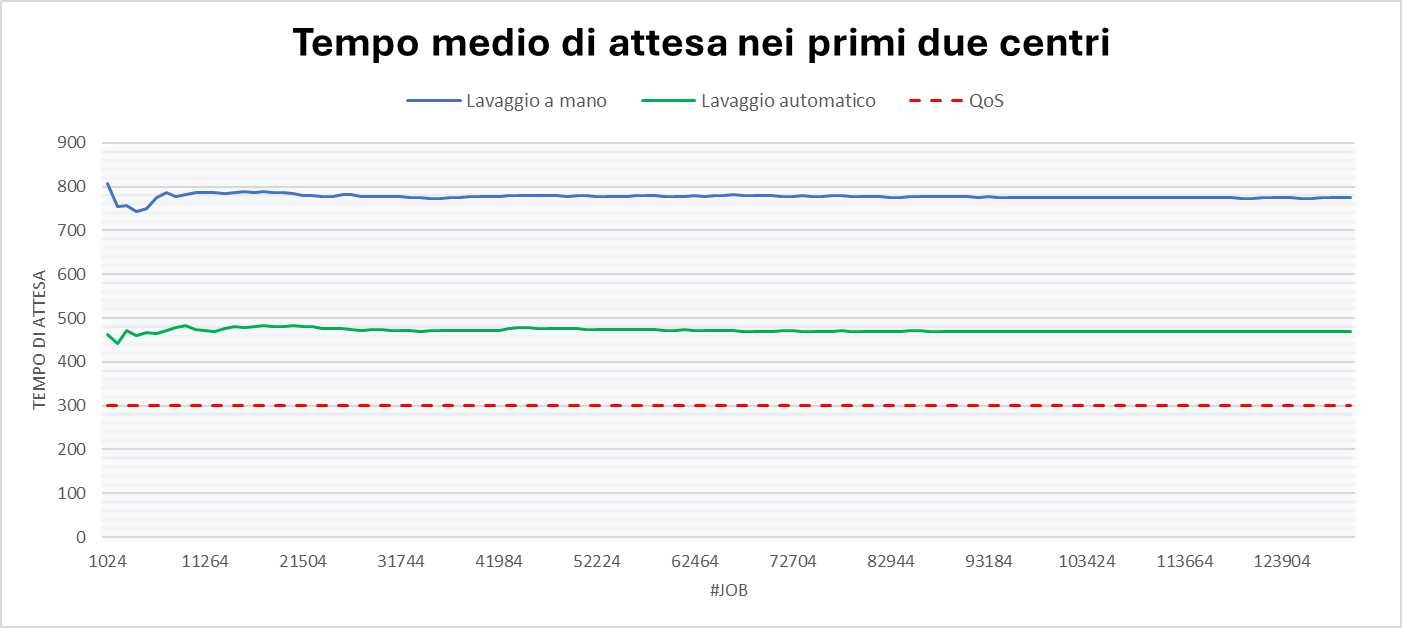 Tempo medio di attesa nei primi due centri
Lavaggio a mano Lavaggio automatico QoS
TEMPO DI ATTESA
900
800
700
600
500
400
300
200
100
0
1024 11264 21504 31744 41984 52224 62464 72704 82944 93184 103424 113664 123904
#JOB